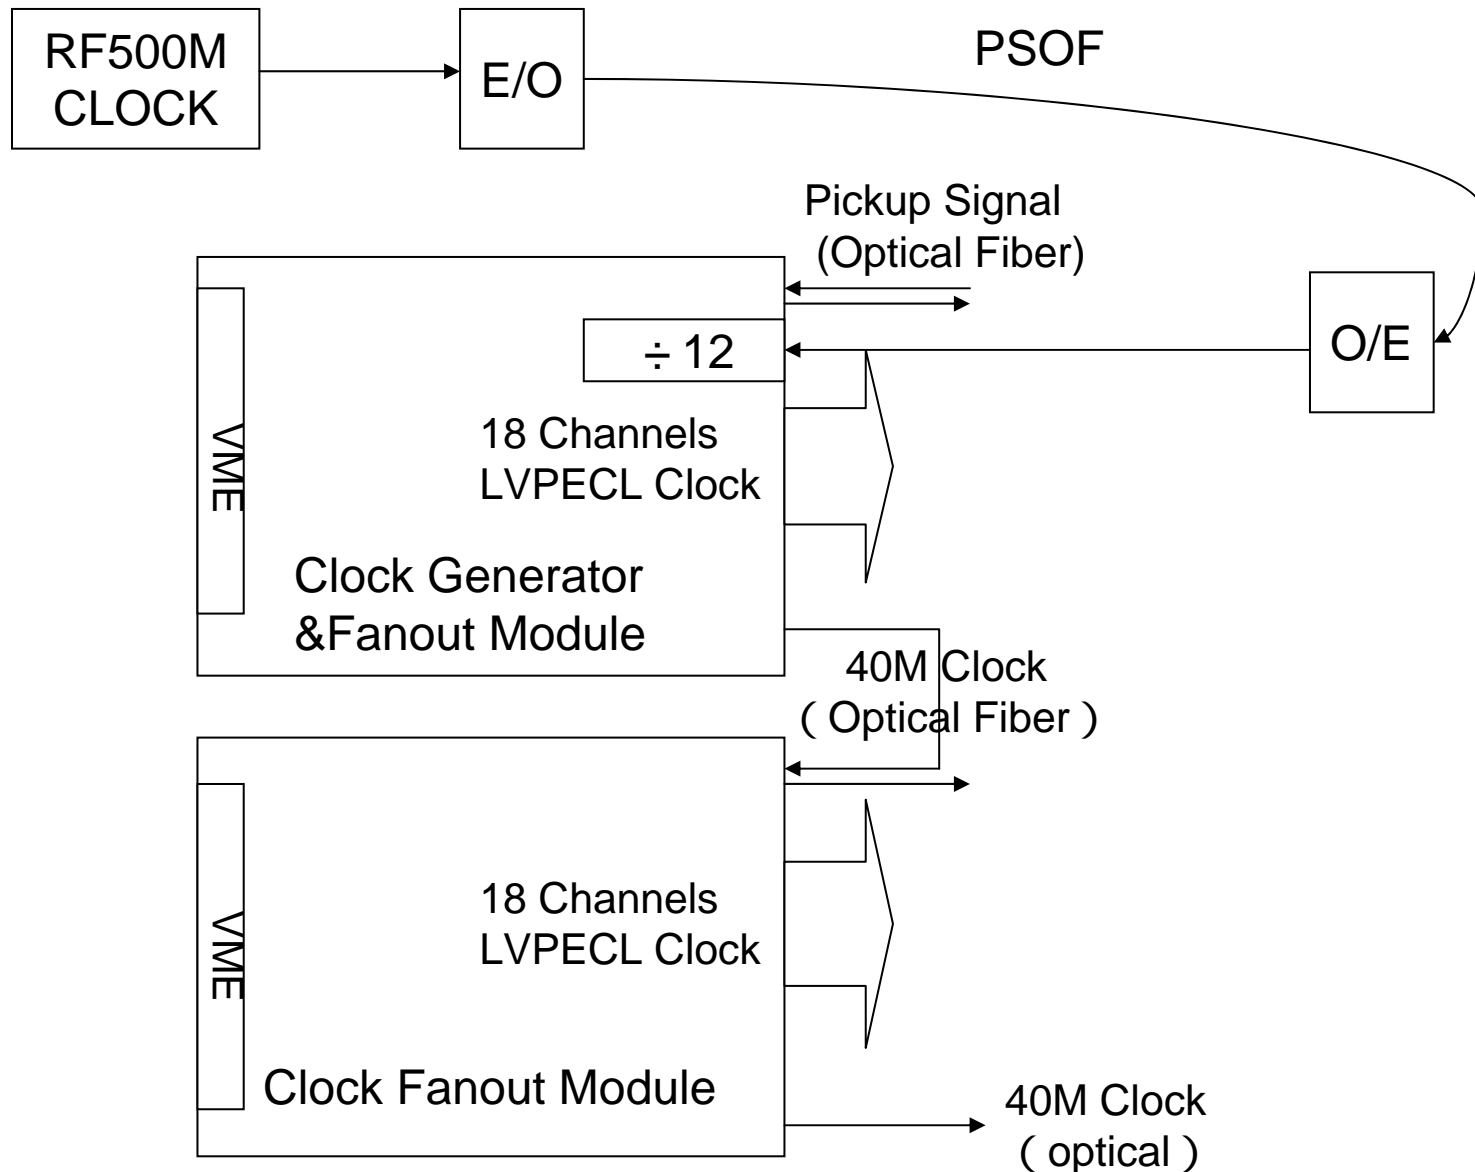 RF500M
CLOCK
E/O
PSOF
Pickup Signal
(Optical Fiber)
÷ 12
O/E
VME
18 Channels
LVPECL Clock
Clock Generator
&Fanout Module
40M Clock
( Optical Fiber )
VME
18 Channels
LVPECL Clock
Clock Fanout Module
40M Clock
( optical )